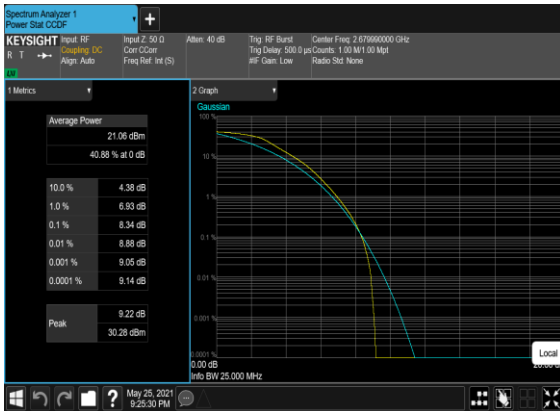 Spectrum Analyzer 1
Power Stat CCDF
+
KEYSIGHT
R T
LXI
Input: RF
Coupling: DC
Align: Auto
Input Z: 50 Ω
Corr CCorr
Freq Ref: Int (S)
Atten: 40 dB
Trig: RF Burst
Trig Delay: 500.0 µs
#IF Gain: Low
Center Freq: 2.679990000 GHz
Counts: 1.00 M/1.00 Mpt
Radio Std: None
1 Metrics
Average Power
21.06 dBm
40.88 % at 0 dB
10.0 % 4.38 dB
1.0 % 6.93 dB
0.1 % 8.34 dB
0.01 % 8.88 dB
0.001 % 9.05 dB
0.0001 % 9.14 dB
Peak
9.22 dB
30.28 dBm
2 Graph
Gaussian
100 %
10 %
1 %
0.1 %
0.01 %
0.001 %
0.0001 %
0.00 dB
Info BW 25.000 MHz
Local
May 25, 2021
9:25:30 PM